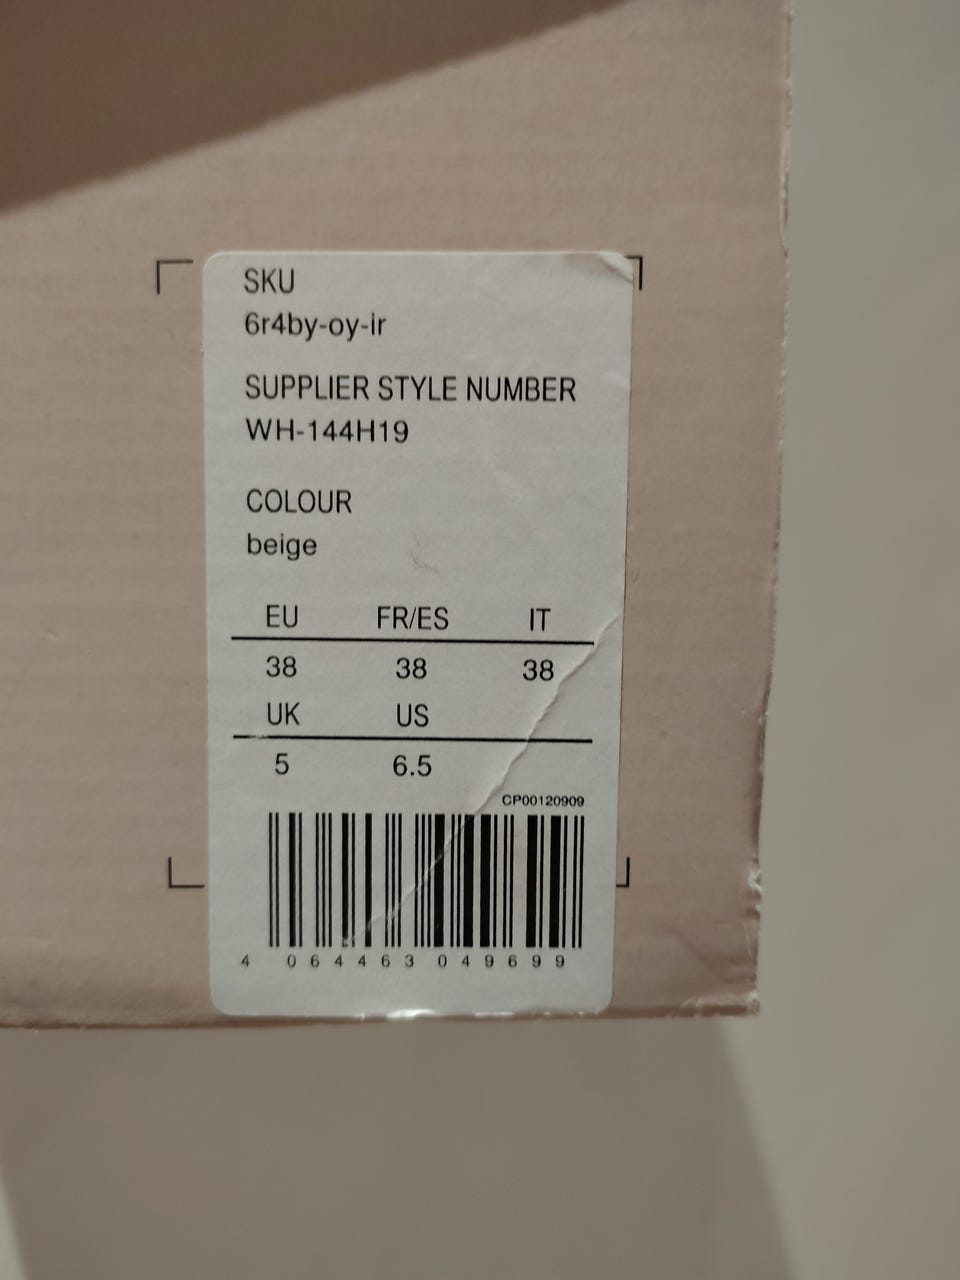 SKU
6r4by-oy-ir
SUPPLIER STYLE NUMBER
WH-144H19
COLOUR
beige
EU FR/ES IT
38 38 38
UK US
5 6.5
CP00120909
4 064463 049699